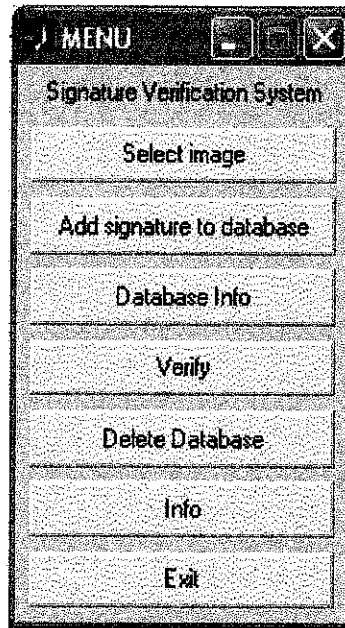 MENU
Signature Verification System
Select image
Add signature to database
Database Info
Verify
Delete Database
Info
Exit